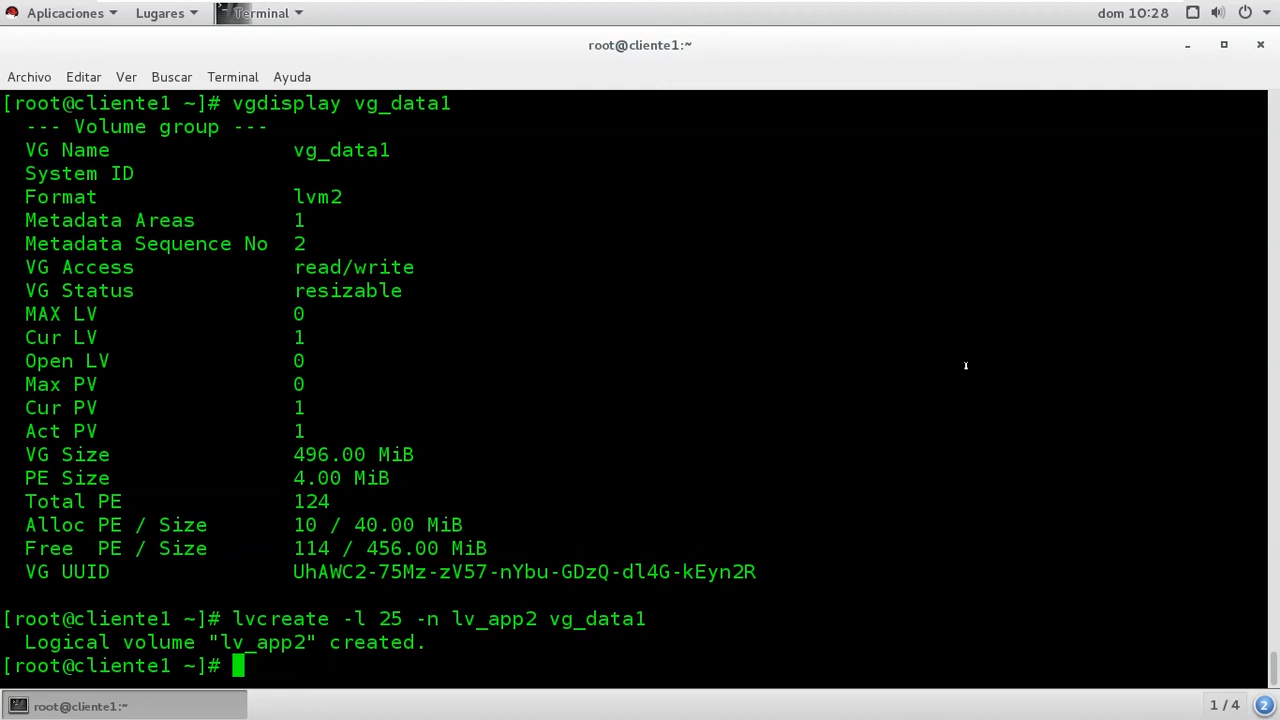 Aplicaciones Lugares Terminal dom 10:28
root@cliente1:~
Archivo Editar Ver Buscar Terminal Ayuda
[root@cliente1 ~]# vgdisplay vg_data1
--- Volume group ---
VG Name vg_data1
System ID
Format lvm2
Metadata Areas 1
Metadata Sequence No 2
VG Access read/write
VG Status resizable
MAX LV 0
Cur LV 1
Open LV 0
Max PV 0
Cur PV 1
Act PV 1
VG Size 496.00 MiB
PE Size 4.00 MiB
Total PE 124
Alloc PE / Size 10 / 40.00 MiB
Free PE / Size 114 / 456.00 MiB
VG UUID UhAWC2-75Mz-zV57-nYbu-GDzQ-dl4G-kEyn2R
[root@cliente1 ~]# lvcreate -l 25 -n lv_app2 vg_data1
Logical volume "lv_app2" created.
[root@cliente1 ~]#
root@cliente1:~ 1 / 4 2